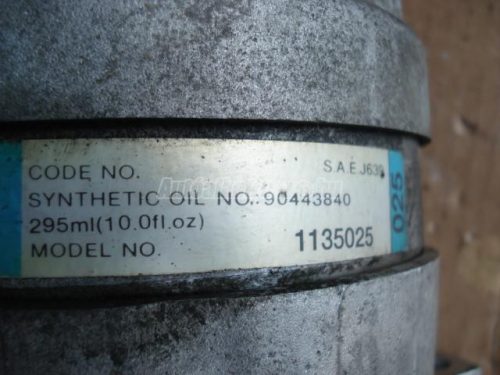 CODE NO.
S.A.E.J639
SYNTHETIC OIL NO.:90443840
295ml(10.0fl.oz)
MODEL NO.
1135025
025